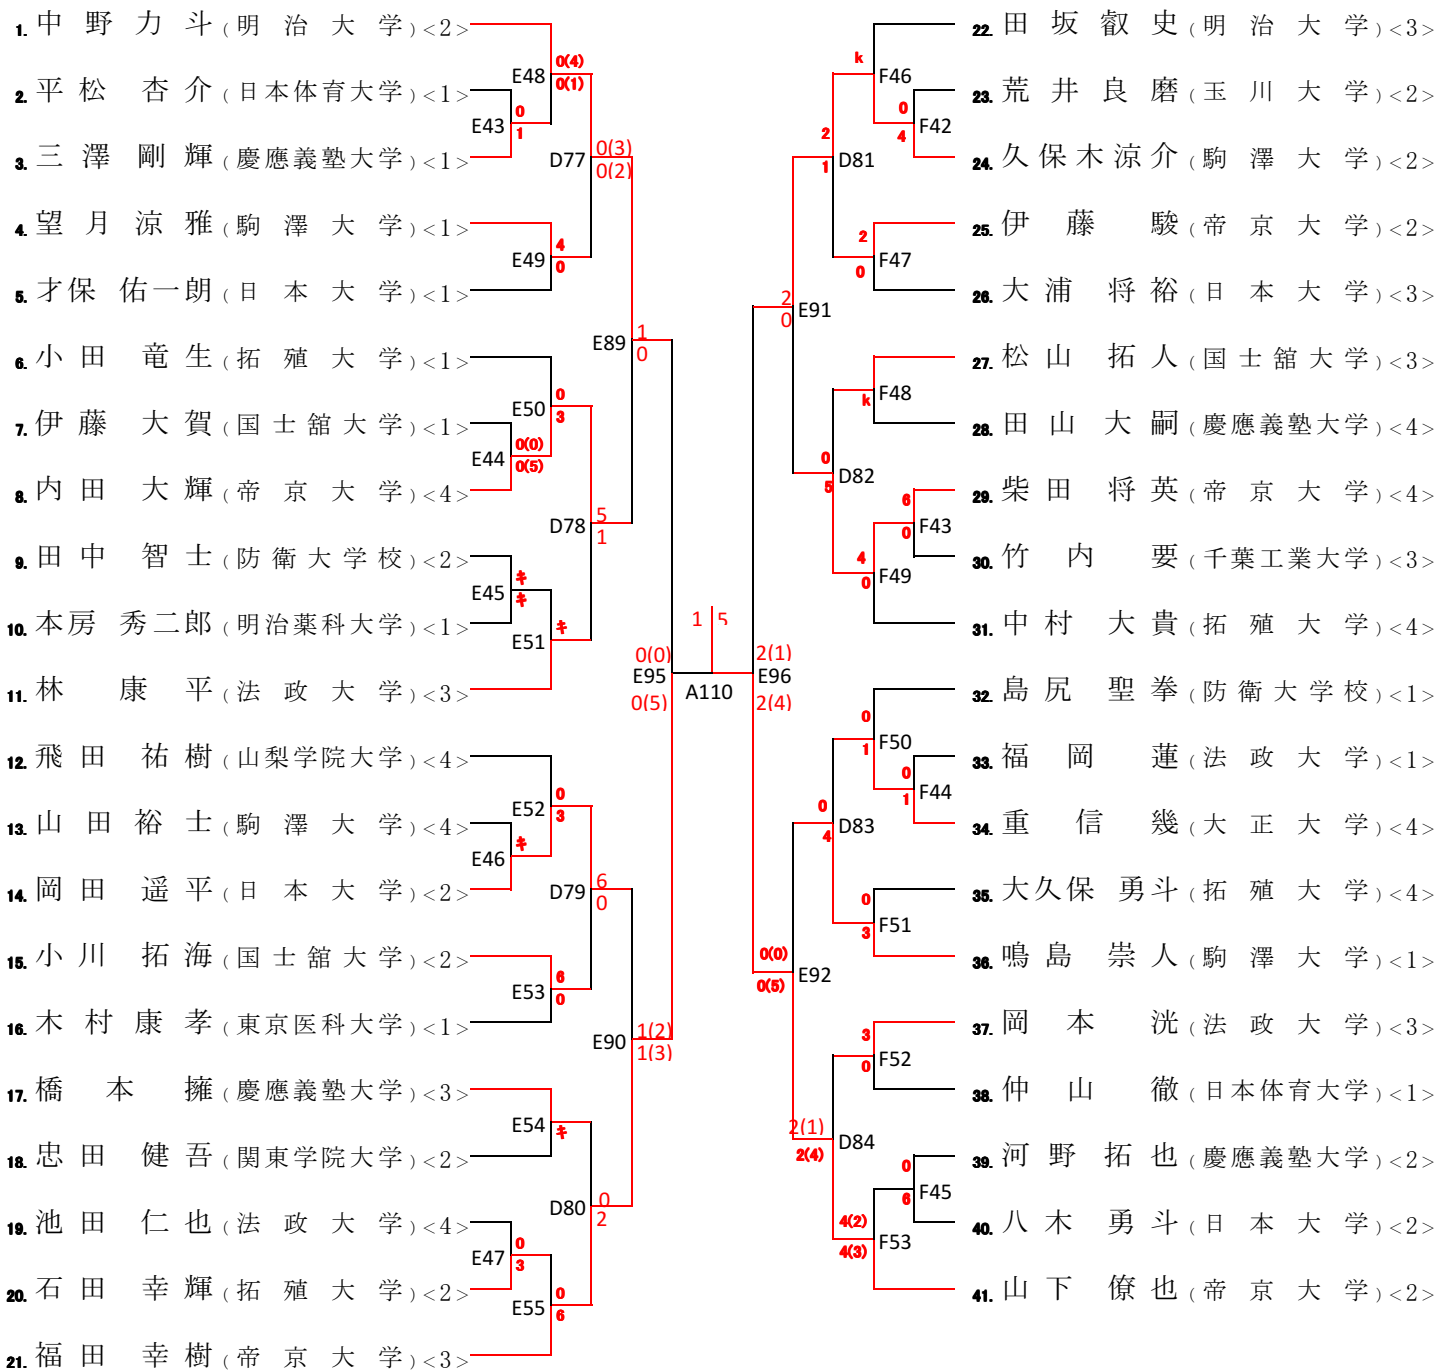 1. 中野力斗(明治大学)<2>
2. 平松杏介(日本体育大学)<1>
3. 三澤剛輝(慶應義塾大学)<1>
4. 望月涼雅(駒澤大学)<1>
5. 才保佑一朗(日本大学)<1>
6. 小田竜生(拓殖大学)<1>
7. 伊藤大賀(国士舘大学)<1>
8. 内田大輝(帝京大学)<4>
9. 田中智士(防衛大学校)<2>
10. 本房秀二郎(明治薬科大学)<1>
11. 林康平(法政大学)<3>
12. 飛田祐樹(山梨学院大学)<4>
13. 山田裕士(駒澤大学)<4>
14. 岡田遥平(日本大学)<2>
15. 小川拓海(国士舘大学)<2>
16. 木村康孝(東京医科大学)<1>
17. 橋本擁(慶應義塾大学)<3>
18. 忠田健吾(関東学院大学)<2>
19. 池田仁也(法政大学)<4>
20. 石田幸輝(拓殖大学)<2>
21. 福田幸樹(帝京大学)<3>
E43 0 1
E44 0(0) 0(5)
E45 キ キ
E46 キ
E47 0 3
E48 0(4) 0(1)
E49 4 0
E50 0 3
E51 キ
E52 0 3
E53 6 0
E54 キ
E55 0 6
D77 0(3) 0(2)
D78 5 1
D79 6 0
D80 0 2
E89 1 0
E90 1(2) 1(3)
E95 0(0) 0(5)
A110 1 5
E96 2(1) 2(4)
E91 2 0
E92 0(0) 0(5)
D81 2 1
D82 0 5
D83 0 4
D84 2(1) 2(4)
F46 k
F47 2 0
F48 k
F49 4 0
F50 0 1
F51 0 3
F52 3 0
F53 4(2) 4(3)
F42 0 4
F43 6 0
F44 0 1
F45 0 6
22. 田坂叡史(明治大学)<3>
23. 荒井良磨(玉川大学)<2>
24. 久保木涼介(駒澤大学)<2>
25. 伊藤駿(帝京大学)<2>
26. 大浦将裕(日本大学)<3>
27. 松山拓人(国士舘大学)<3>
28. 田山大嗣(慶應義塾大学)<4>
29. 柴田将英(帝京大学)<4>
30. 竹内要(千葉工業大学)<3>
31. 中村大貴(拓殖大学)<4>
32. 島尻聖拳(防衛大学校)<1>
33. 福岡蓮(法政大学)<1>
34. 重信幾(大正大学)<4>
35. 大久保勇斗(拓殖大学)<4>
36. 鳴島崇人(駒澤大学)<1>
37. 岡本洸(法政大学)<3>
38. 仲山徹(日本体育大学)<1>
39. 河野拓也(慶應義塾大学)<2>
40. 八木勇斗(日本大学)<2>
41. 山下僚也(帝京大学)<2>